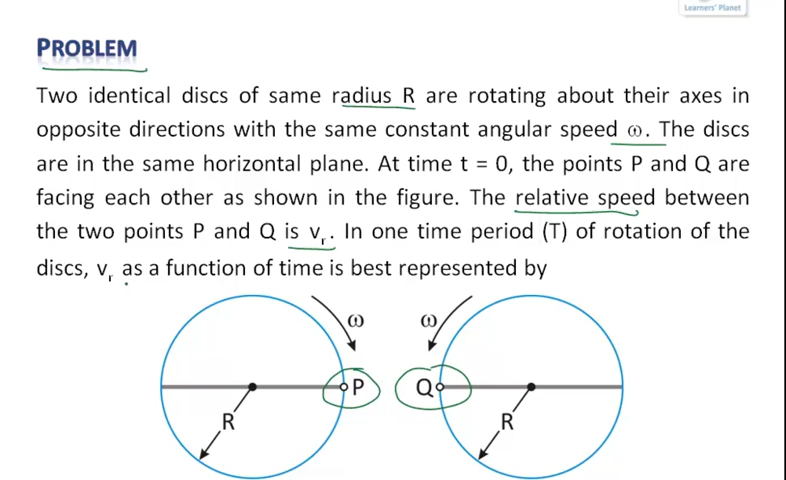 Learners' Planet
PROBLEM
Two identical discs of same radius R are rotating about their axes in
opposite directions with the same constant angular speed ω. The discs
are in the same horizontal plane. At time t = 0, the points P and Q are
facing each other as shown in the figure. The relative speed between
the two points P and Q is vr. In one time period (T) of rotation of the
discs, vr as a function of time is best represented by
ω ω
P Q
R R